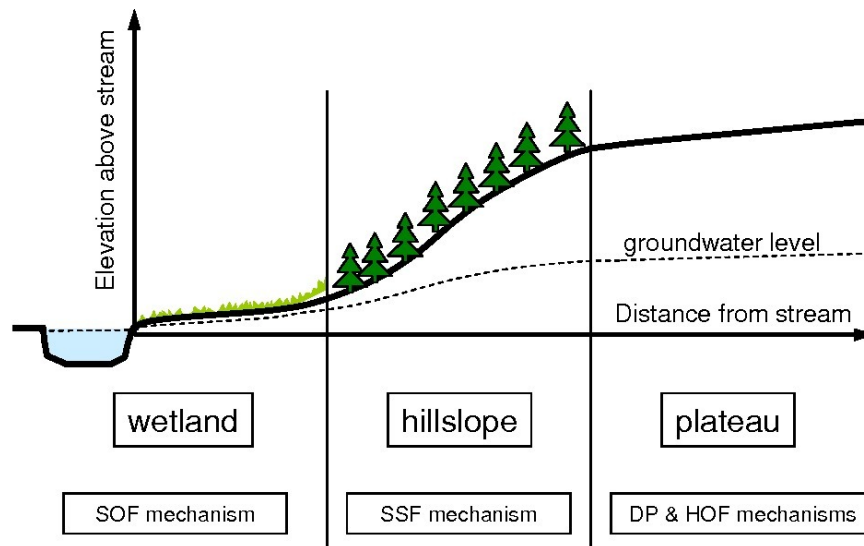 Elevation above stream
groundwater level
Distance from stream
wetland
hillslope
plateau
SOF mechanism
SSF mechanism
DP & HOF mechanisms